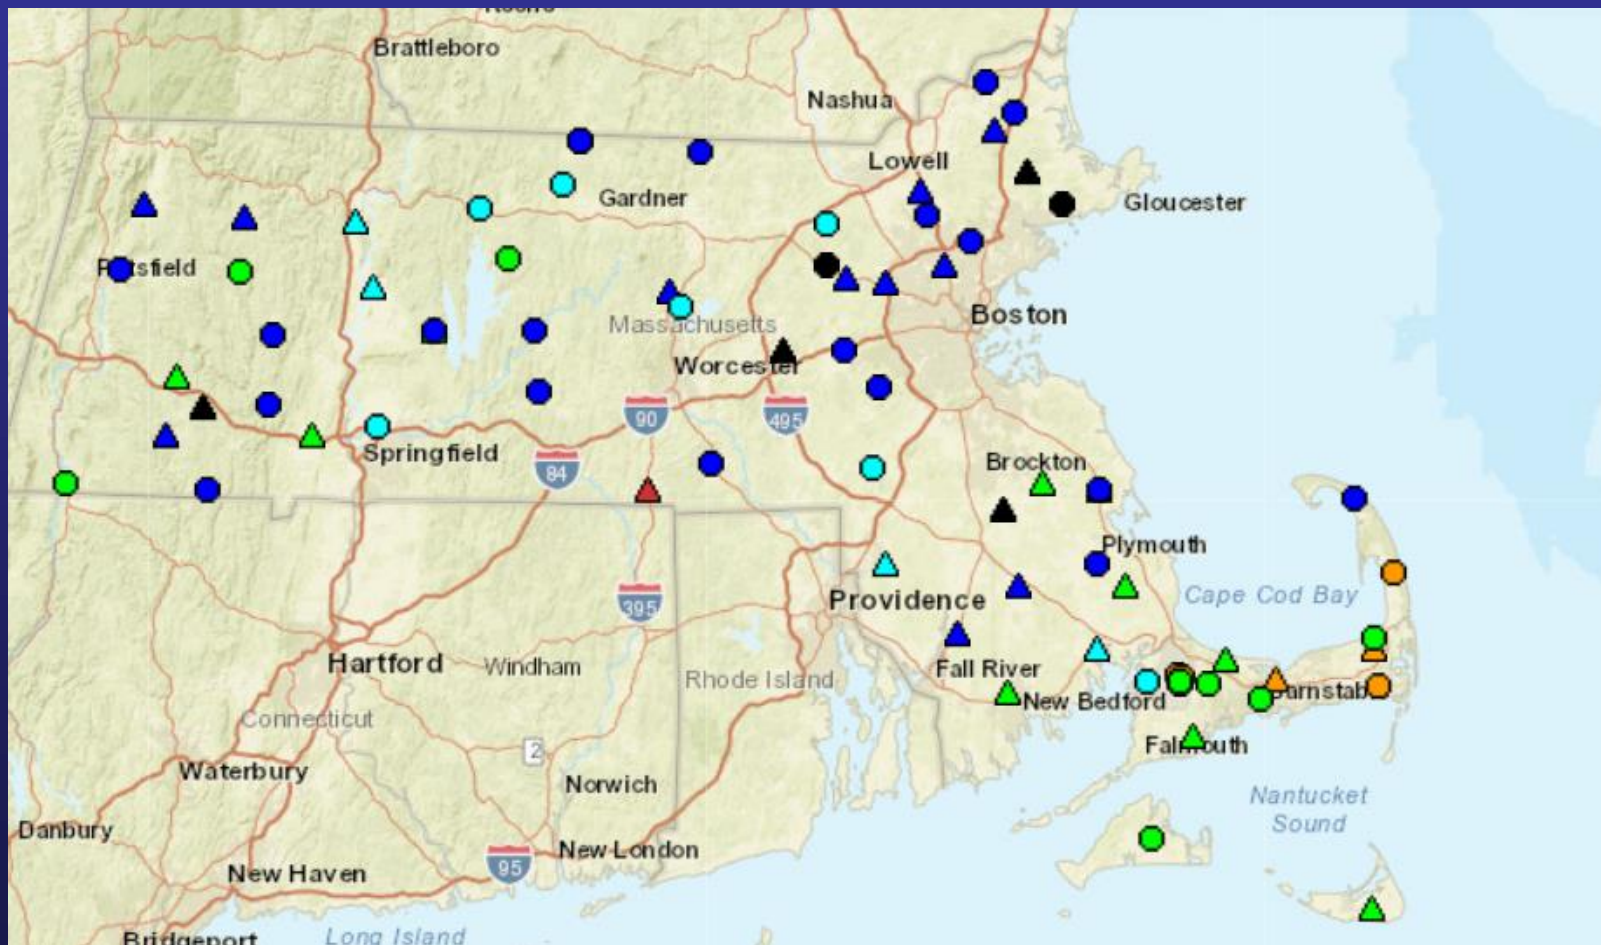 Brattleboro
Nashua
Lowell
Gardner
Gloucester
Massachusetts
Boston
Worcester
90
495
Springfield
84
Brockton
Plymouth
395
Cape Cod Bay
Providence
Hartford
Windham
Fall River
Rhode Island
New Bedford
Connecticut
Falmouth
2
Waterbury
Norwich
Nantucket
Sound
Danbury
New London
95
New Haven
Bridgeport
Long Island